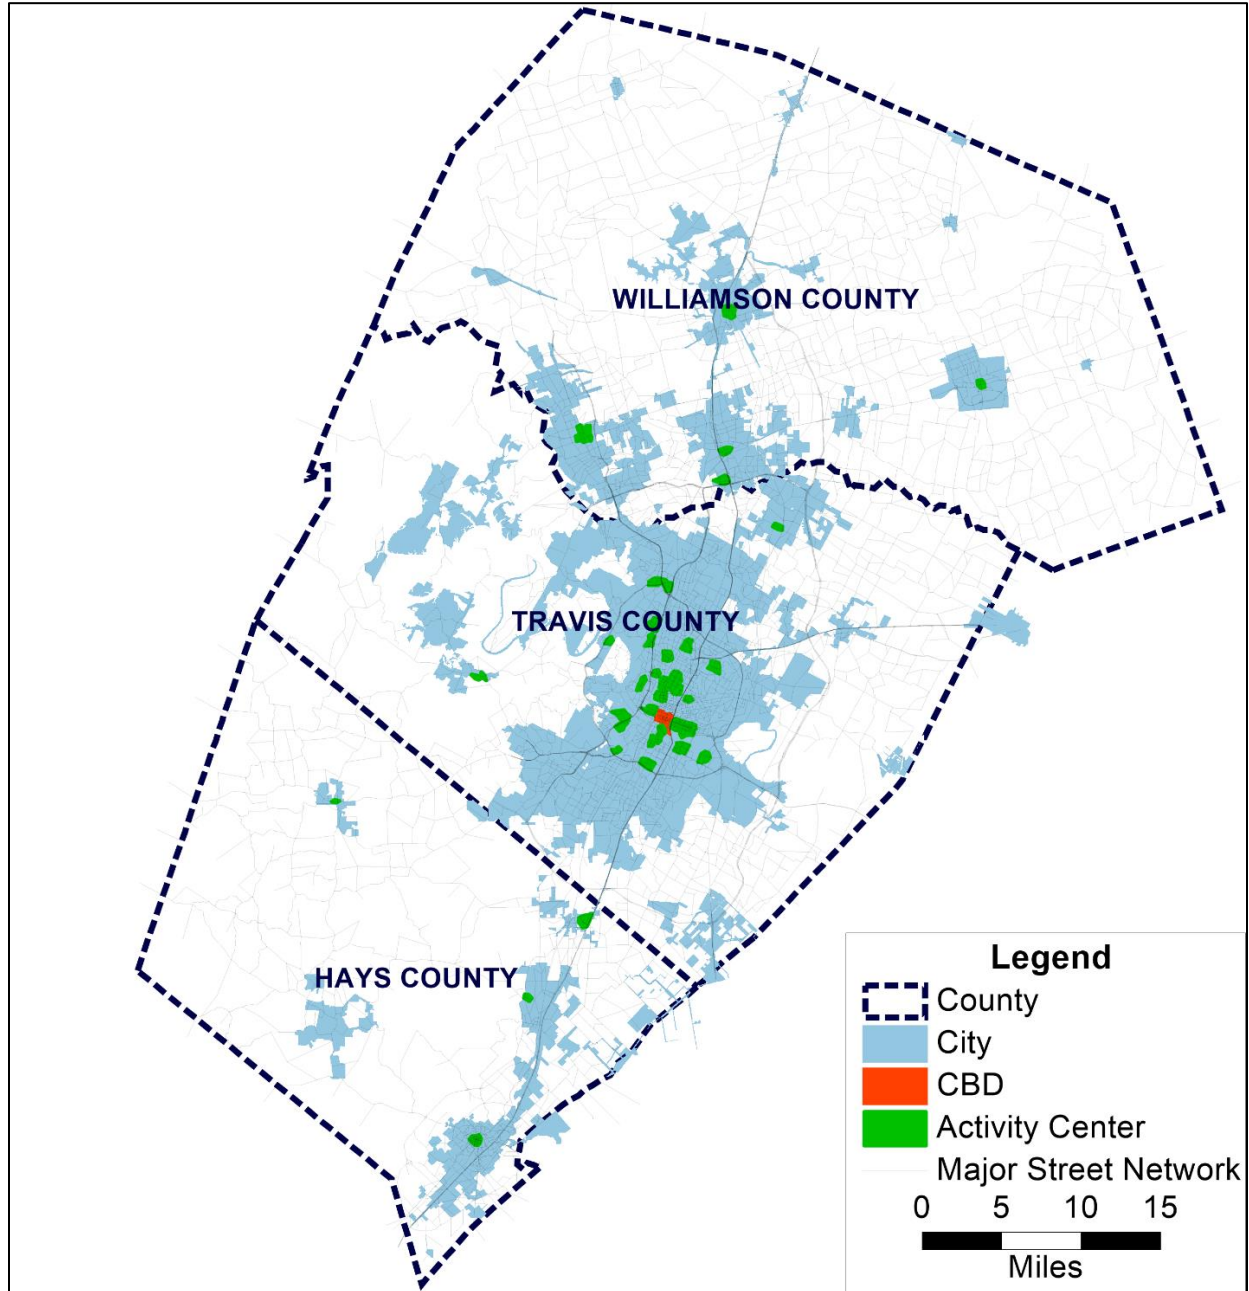 WILLIAMSON COUNTY
TRAVIS COUNTY
HAYS COUNTY
Legend
County
City
CBD
Activity Center
Major Street Network
0 5 10 15
Miles